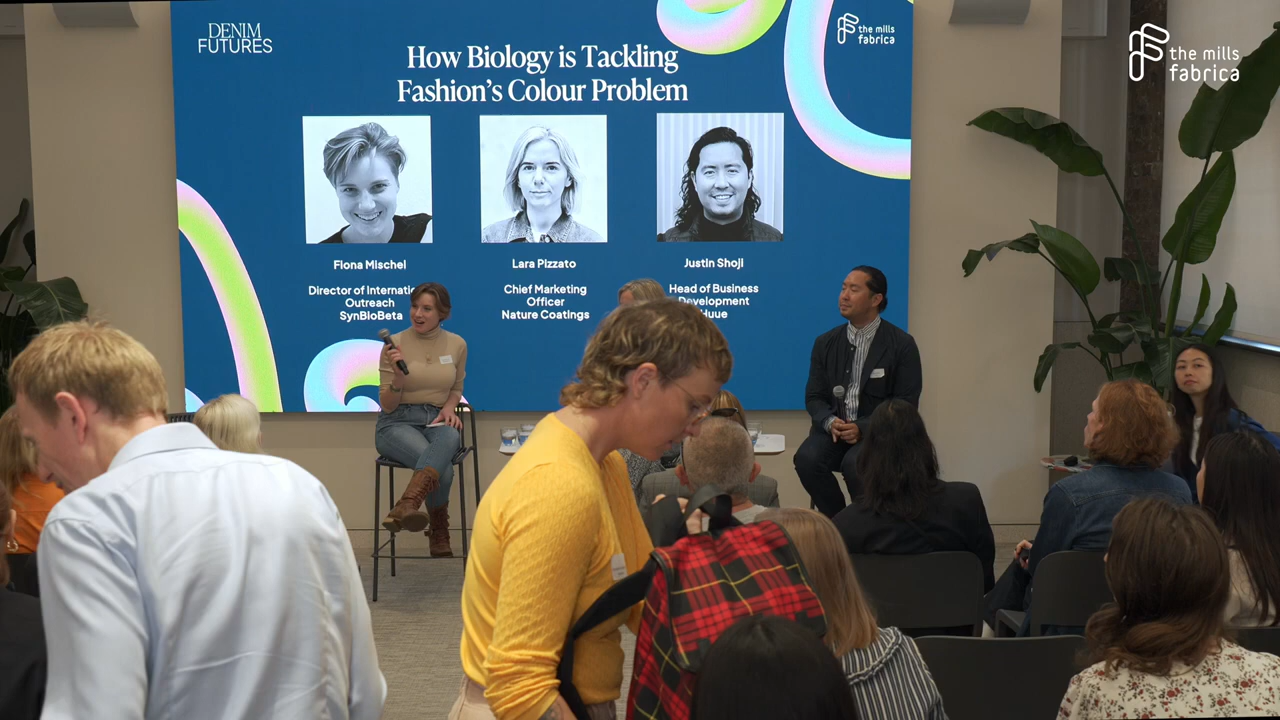 DENIM
FUTURES
the mills
fabrica
the mills
fabrica
How Biology is Tackling
Fashion's Colour Problem
Fiona Mischel
Director of
Outreach
SynBioBeta
Lara Pizzato
Chief Marketing
Officer
Nature Coatings
Justin Shoji
Head of Business
Development